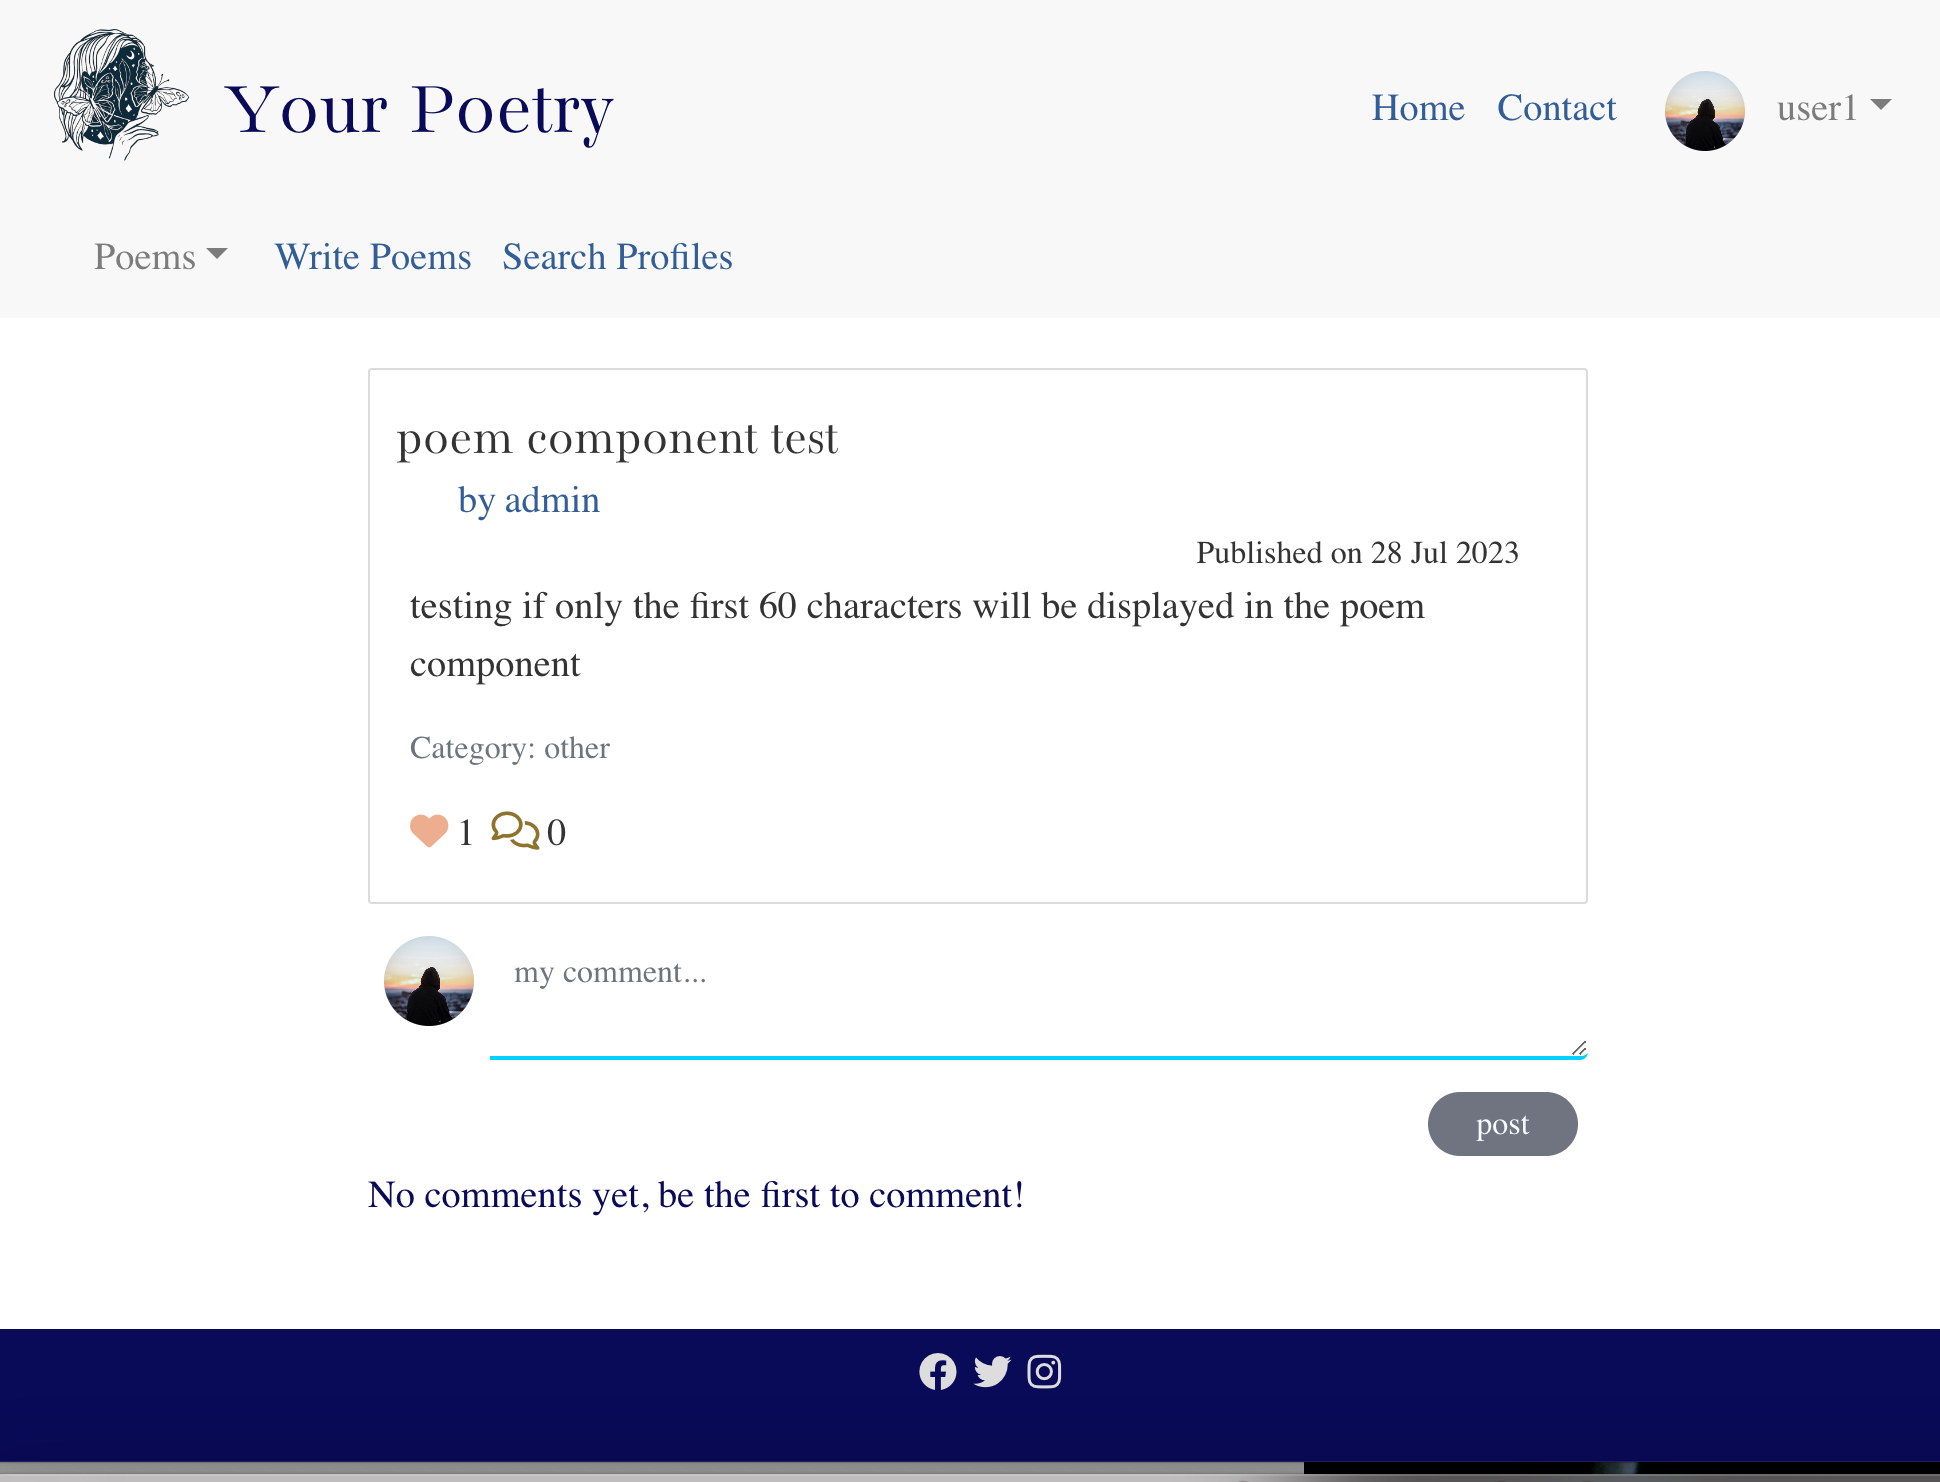 Your Poetry
Home Contact user1
Poems Write Poems Search Profiles
poem component test
by admin
Published on 28 Jul 2023
testing if only the first 60 characters will be displayed in the poem
component
Category: other
1 0
my comment...
post
No comments yet, be the first to comment!